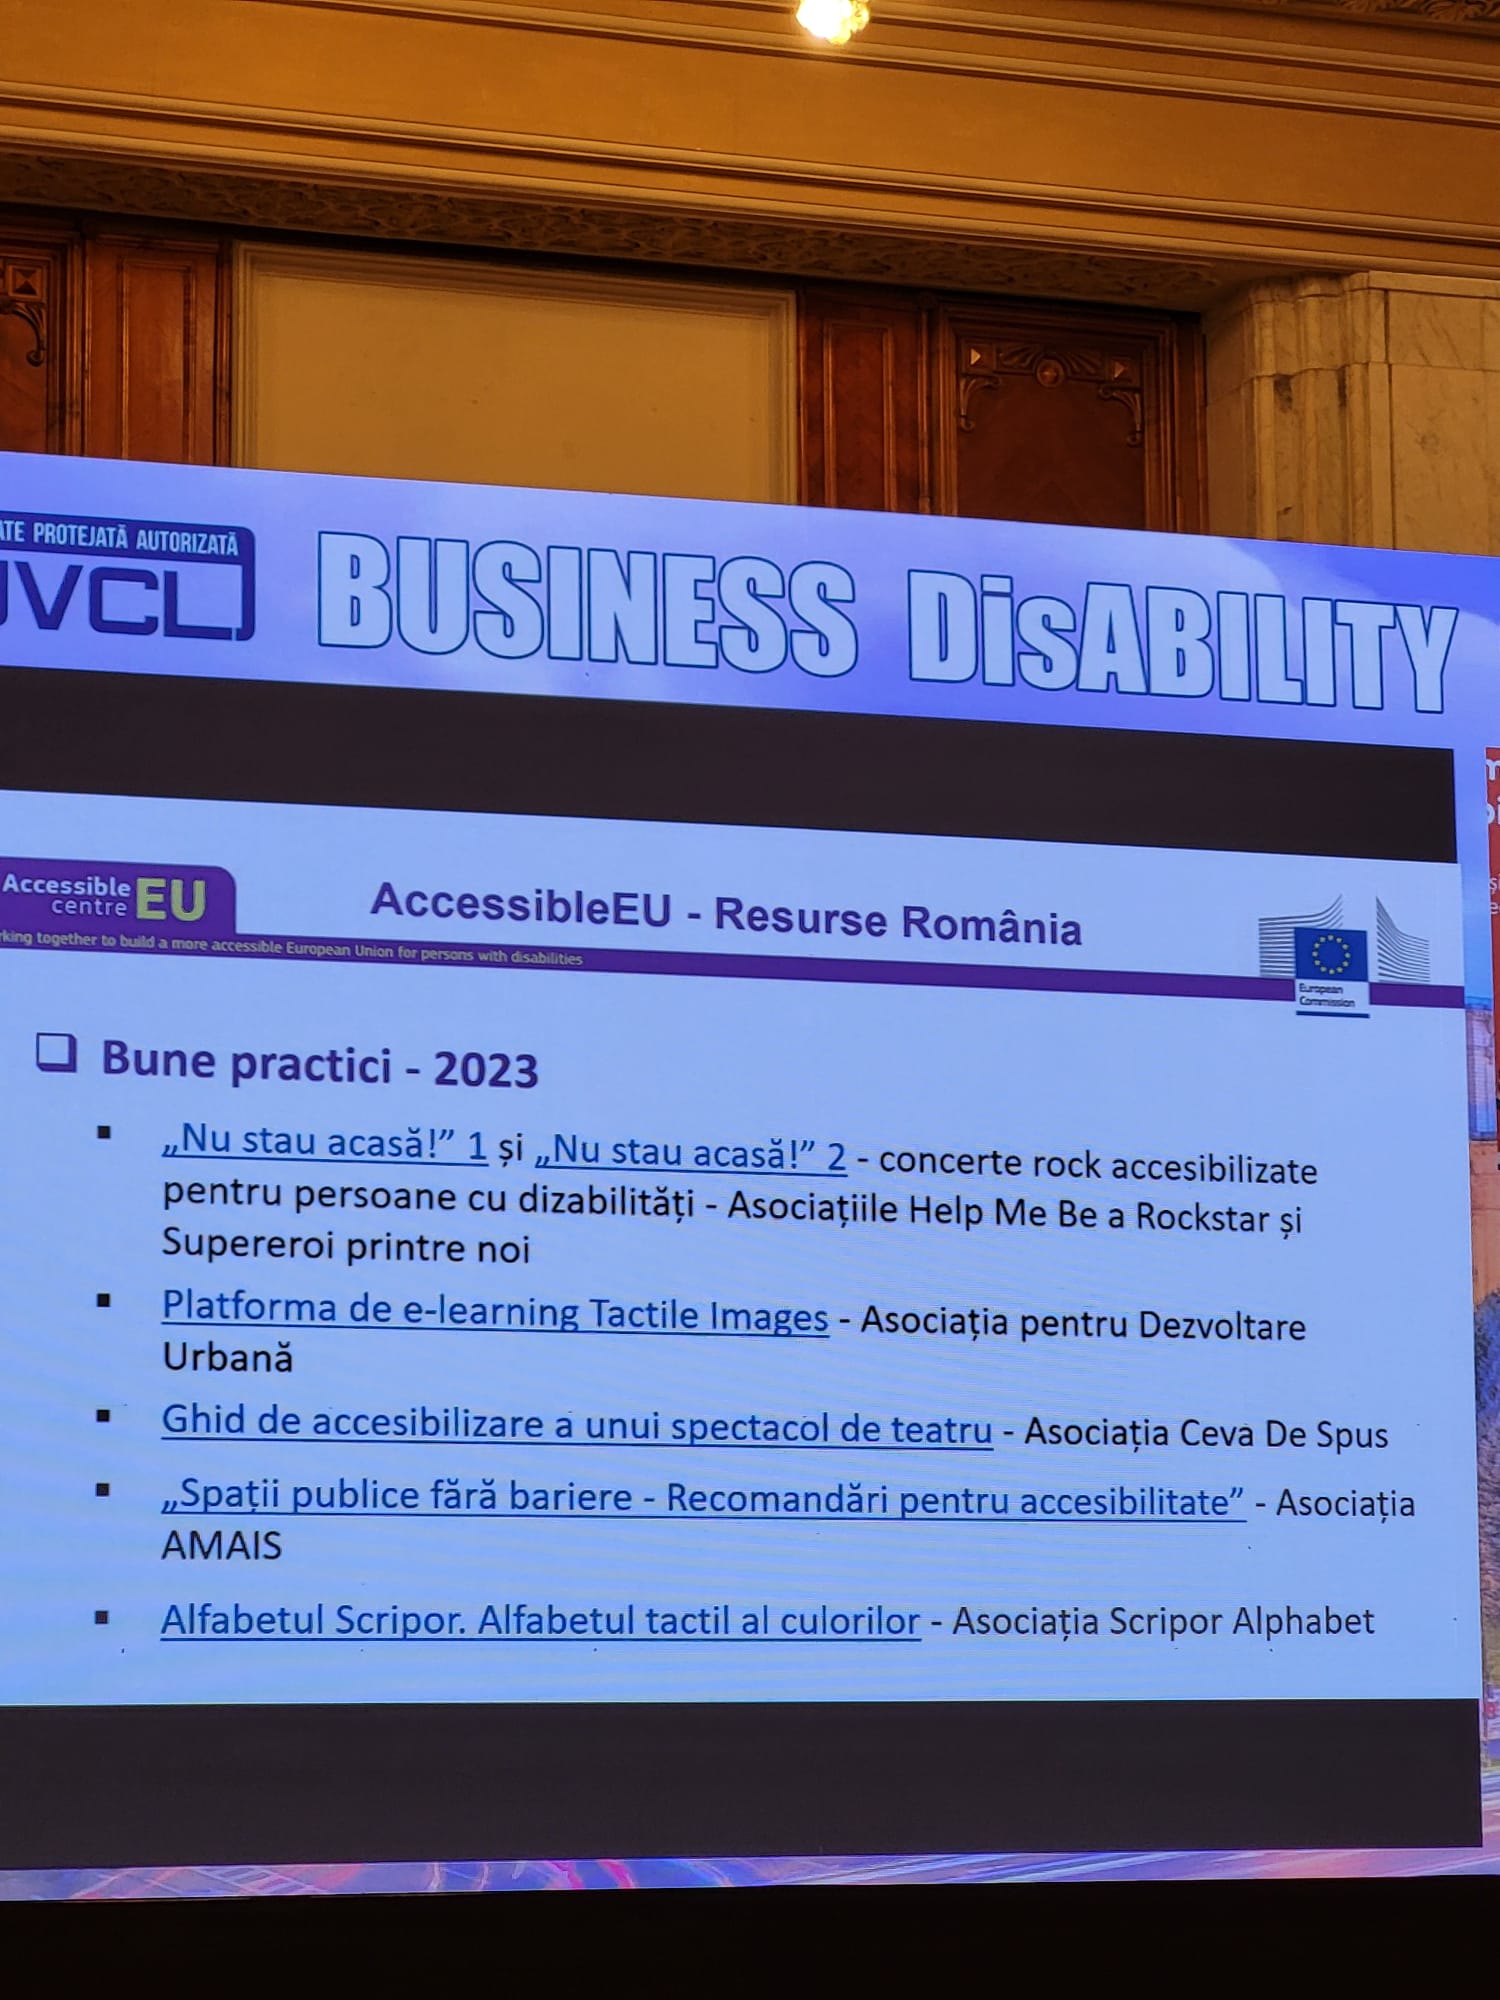 PROTEJATĂ AUTORIZATĂ
BUSINESS DisABILITY
Accessible
centre EU
AccessibleEU - Resurse România
together to build a more accessible European Union for persons with disabilities
European
Commission
❑ Bune practici - 2023
▪ „Nu stau acasă!” 1 și „Nu stau acasă!” 2 - concerte rock accesibilizate
pentru persoane cu dizabilități - Asociațiile Help Me Be a Rockstar și
Supereroi printre noi
▪ Platforma de e-learning Tactile Images - Asociația pentru Dezvoltare
Urbană
▪ Ghid de accesibilizare a unui spectacol de teatru - Asociația Ceva De Spus
▪ „Spații publice fără bariere - Recomandări pentru accesibilitate” - Asociația
AMAIS
▪ Alfabetul Scripor. Alfabetul tactil al culorilor - Asociația Scripor Alphabet